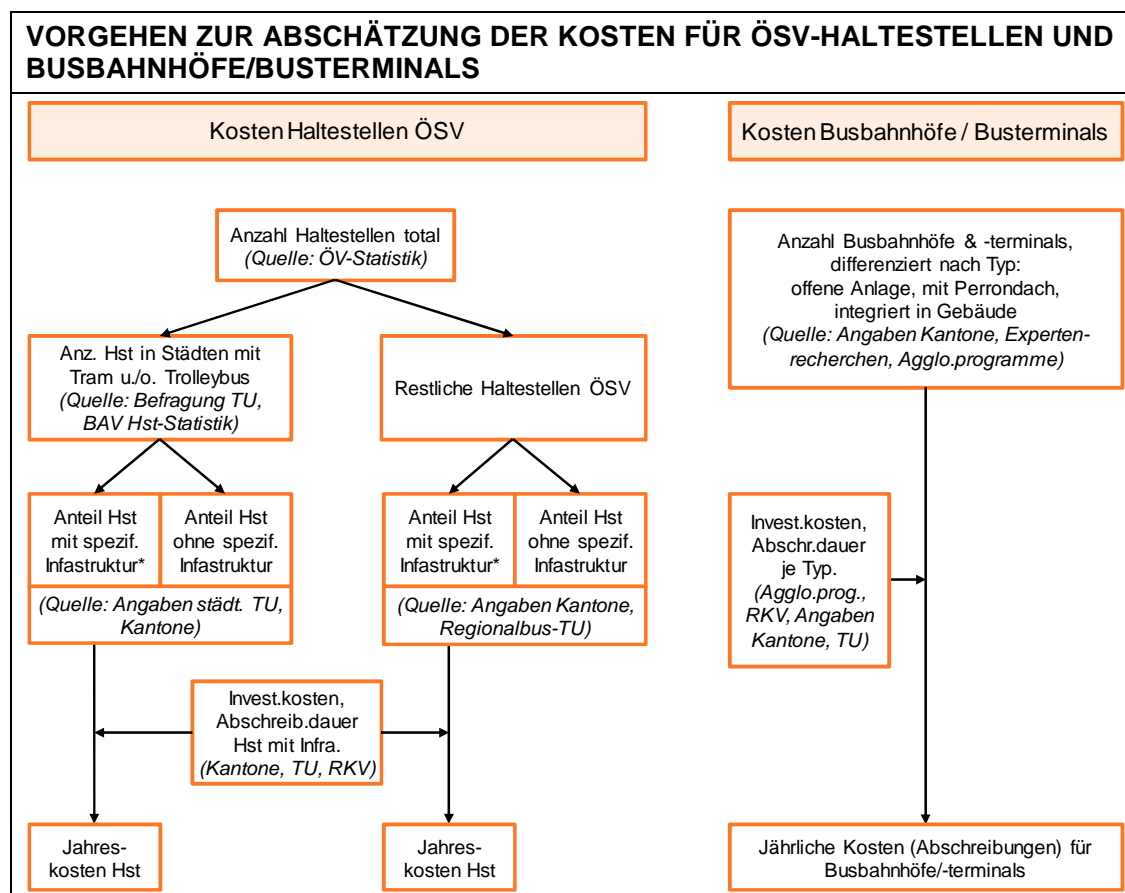 VORGEHEN ZUR ABSCHÄTZUNG DER KOSTEN FÜR ÖSV-HALTESTELLEN UND
BUSBAHNHÖFE/BUSTERMINALS
Kosten Haltestellen ÖSV
Kosten Busbahnhöfe / Busterminals
Anzahl Haltestellen total
(Quelle: ÖV-Statistik)
Anzahl Busbahnhöfe & -terminals,
differenziert nach Typ:
offene Anlage, mit Perrondach,
integriert in Gebäude
(Quelle: Angaben Kantone, Experten-
recherchen, Agglo.programme)
Anz. Hst in Städten mit
Tram u./o. Trolleybus
(Quelle: Befragung TU,
BAV Hst-Statistik)
Restliche Haltestellen ÖSV
Anteil Hst
mit spezif.
Infastruktur*
Anteil Hst
ohne spezif.
Infastruktur
(Quelle: Angaben städt. TU,
Kantone)
Anteil Hst
mit spezif.
Infastruktur*
Anteil Hst
ohne spezif.
Infastruktur
(Quelle: Angaben Kantone,
Regionalbus-TU)
Invest.kosten,
Abschr.dauer
je Typ.
(Agglo.prog.,
RKV, Angaben
Kantone, TU)
Invest.kosten,
Abschreib.dauer
Hst mit Infra.
(Kantone, TU, RKV)
Jahres-
kosten Hst
Jahres-
kosten Hst
Jährliche Kosten (Abschreibungen) für
Busbahnhöfe/-terminals